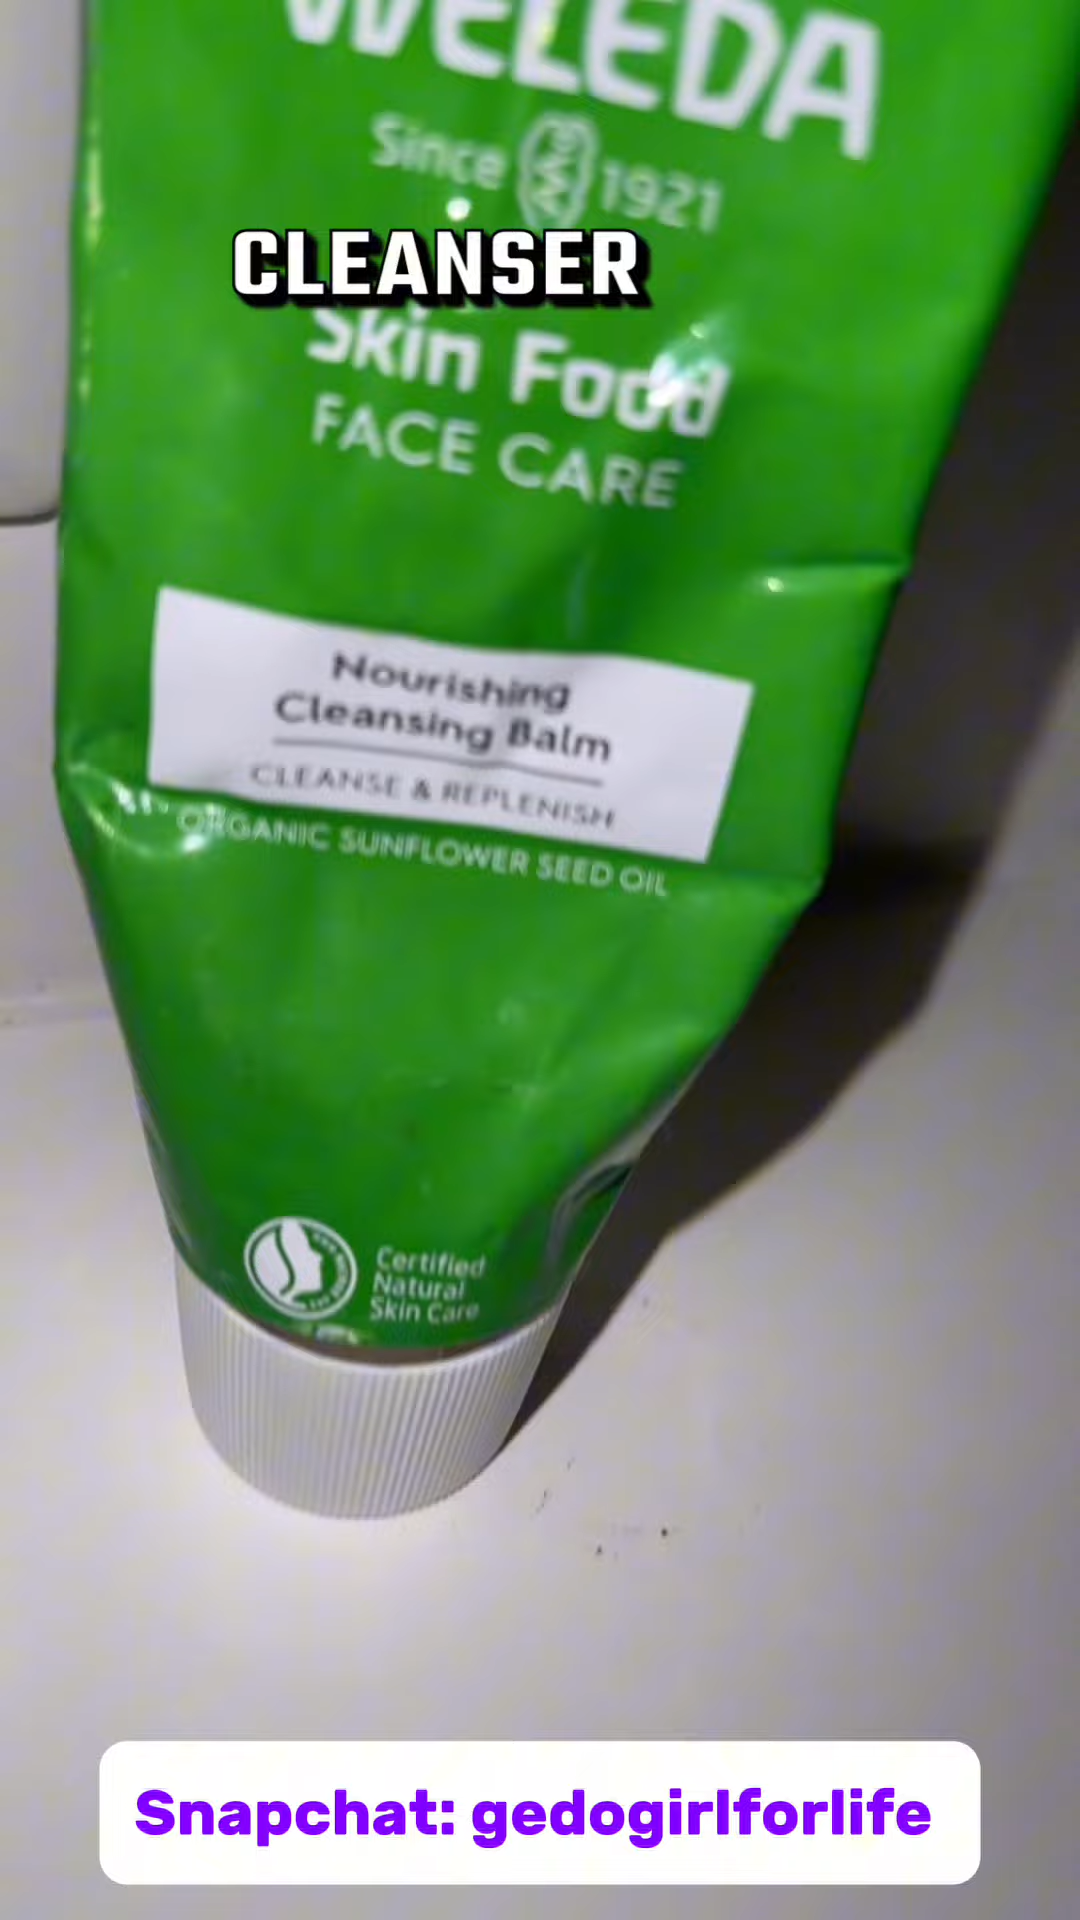 WELEDA
Since 1921
CLEANSER
Skin Food
FACE CARE
Nourishing
Cleansing Balm
CLEANSE & REPLENISH
ORGANIC SUNFLOWER SEED OIL
Certified
Natural
Skin Care
Snapchat: gedogirlforlife